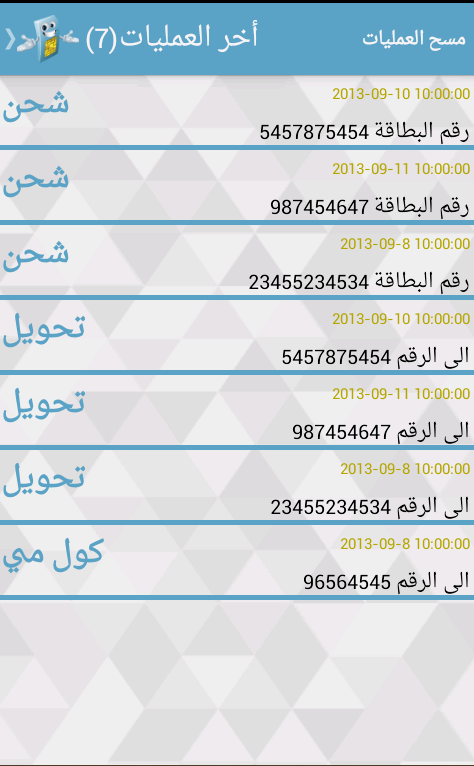 مسح العمليات
أخر العمليات(7)
2013-09-10 10:00:00
شحن
رقم البطاقة 5457875454
2013-09-11 10:00:00
شحن
رقم البطاقة 987454647
2013-09-8 10:00:00
شحن
رقم البطاقة 23455234534
2013-09-10 10:00:00
تحويل
الى الرقم 5457875454
2013-09-11 10:00:00
تحويل
الى الرقم 987454647
2013-09-8 10:00:00
تحويل
الى الرقم 23455234534
2013-09-8 10:00:00
كول مي
الى الرقم 96564545